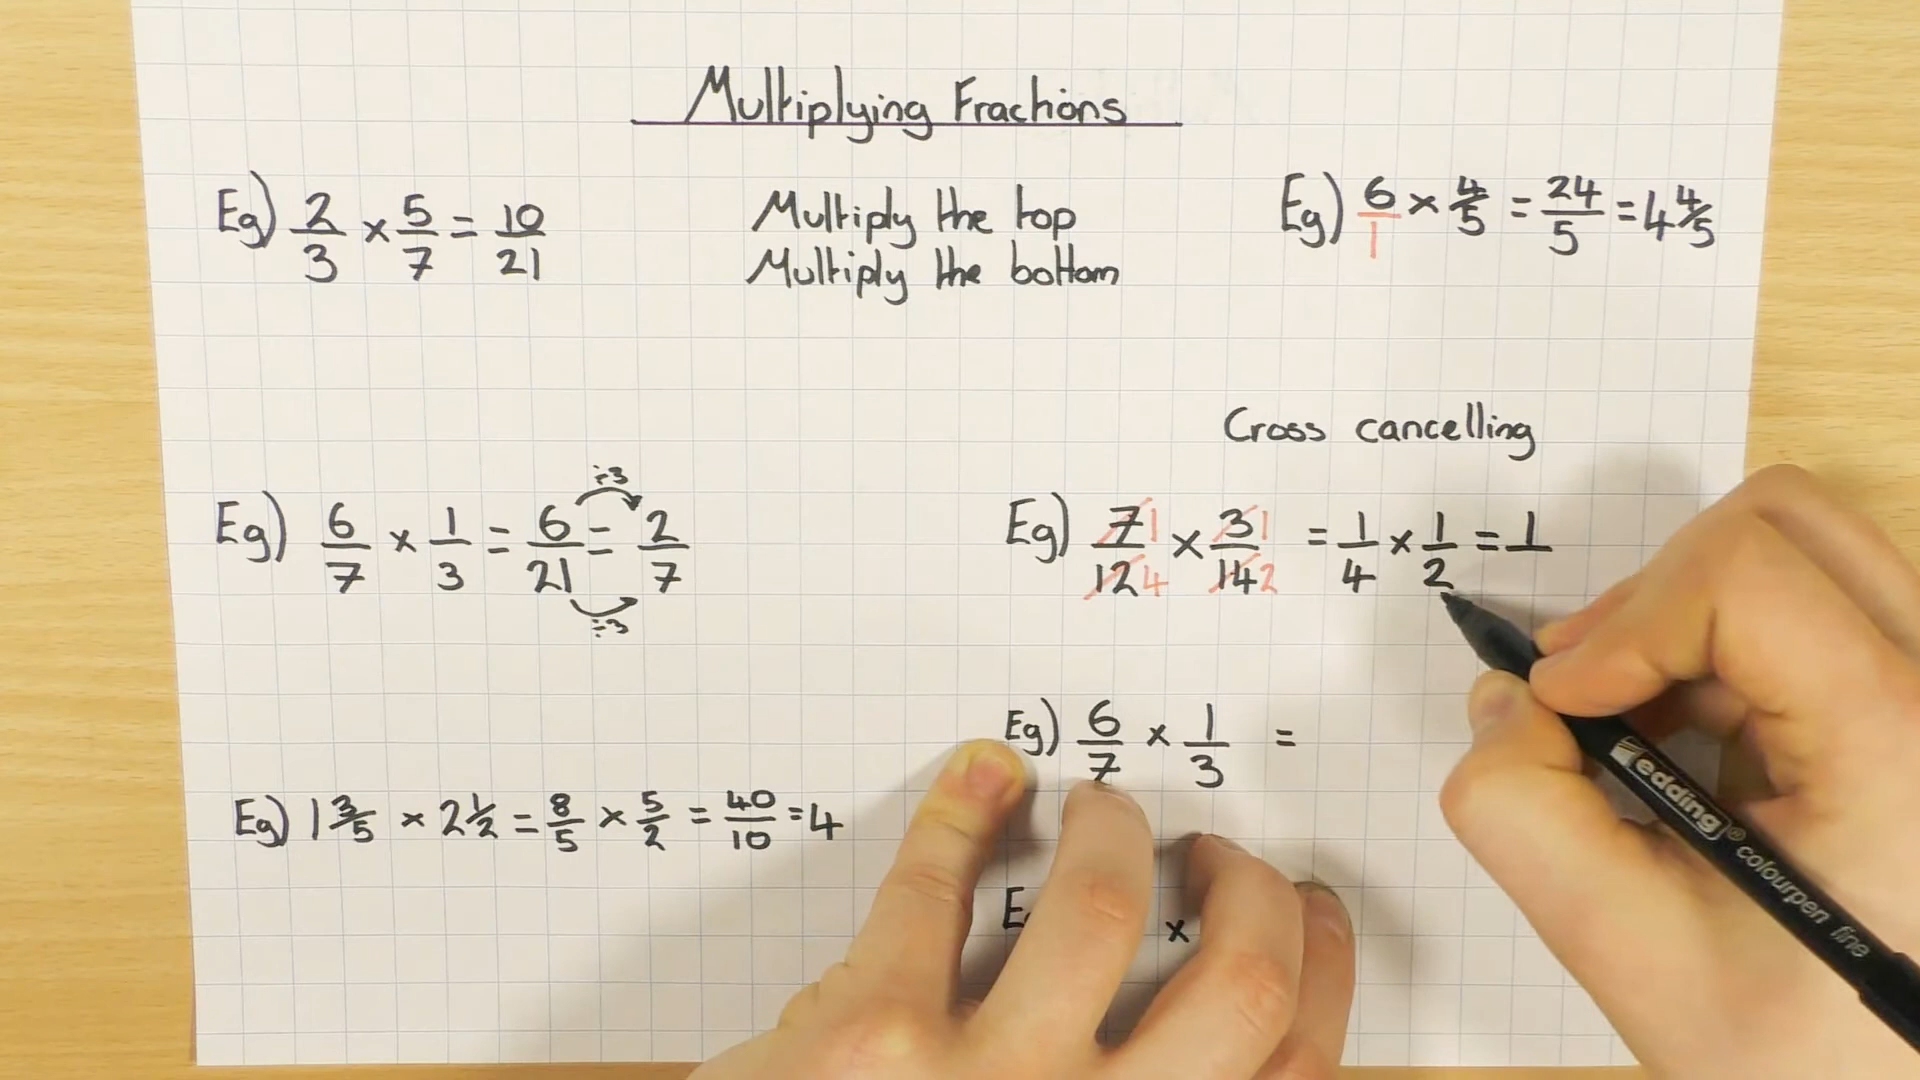 Multiplying Fractions
Eg) 2/3 × 5/7 = 10/21
Multiply the top
Multiply the bottom
Eg) 6/1 × 4/5 = 24/5 = 4 4/5
Cross cancelling
÷3
Eg) 6/7 × 1/3 = 6/21 = 2/7
÷3
Eg) 7 1/12 4 × 3 1/14 2 = 1/4 × 1/2 = 1
Eg) 6/7 × 1/3 =
Eg) 1 3/5 × 2 1/2 = 8/5 × 5/2 = 40/10 = 4
×
edding® colourpen fine